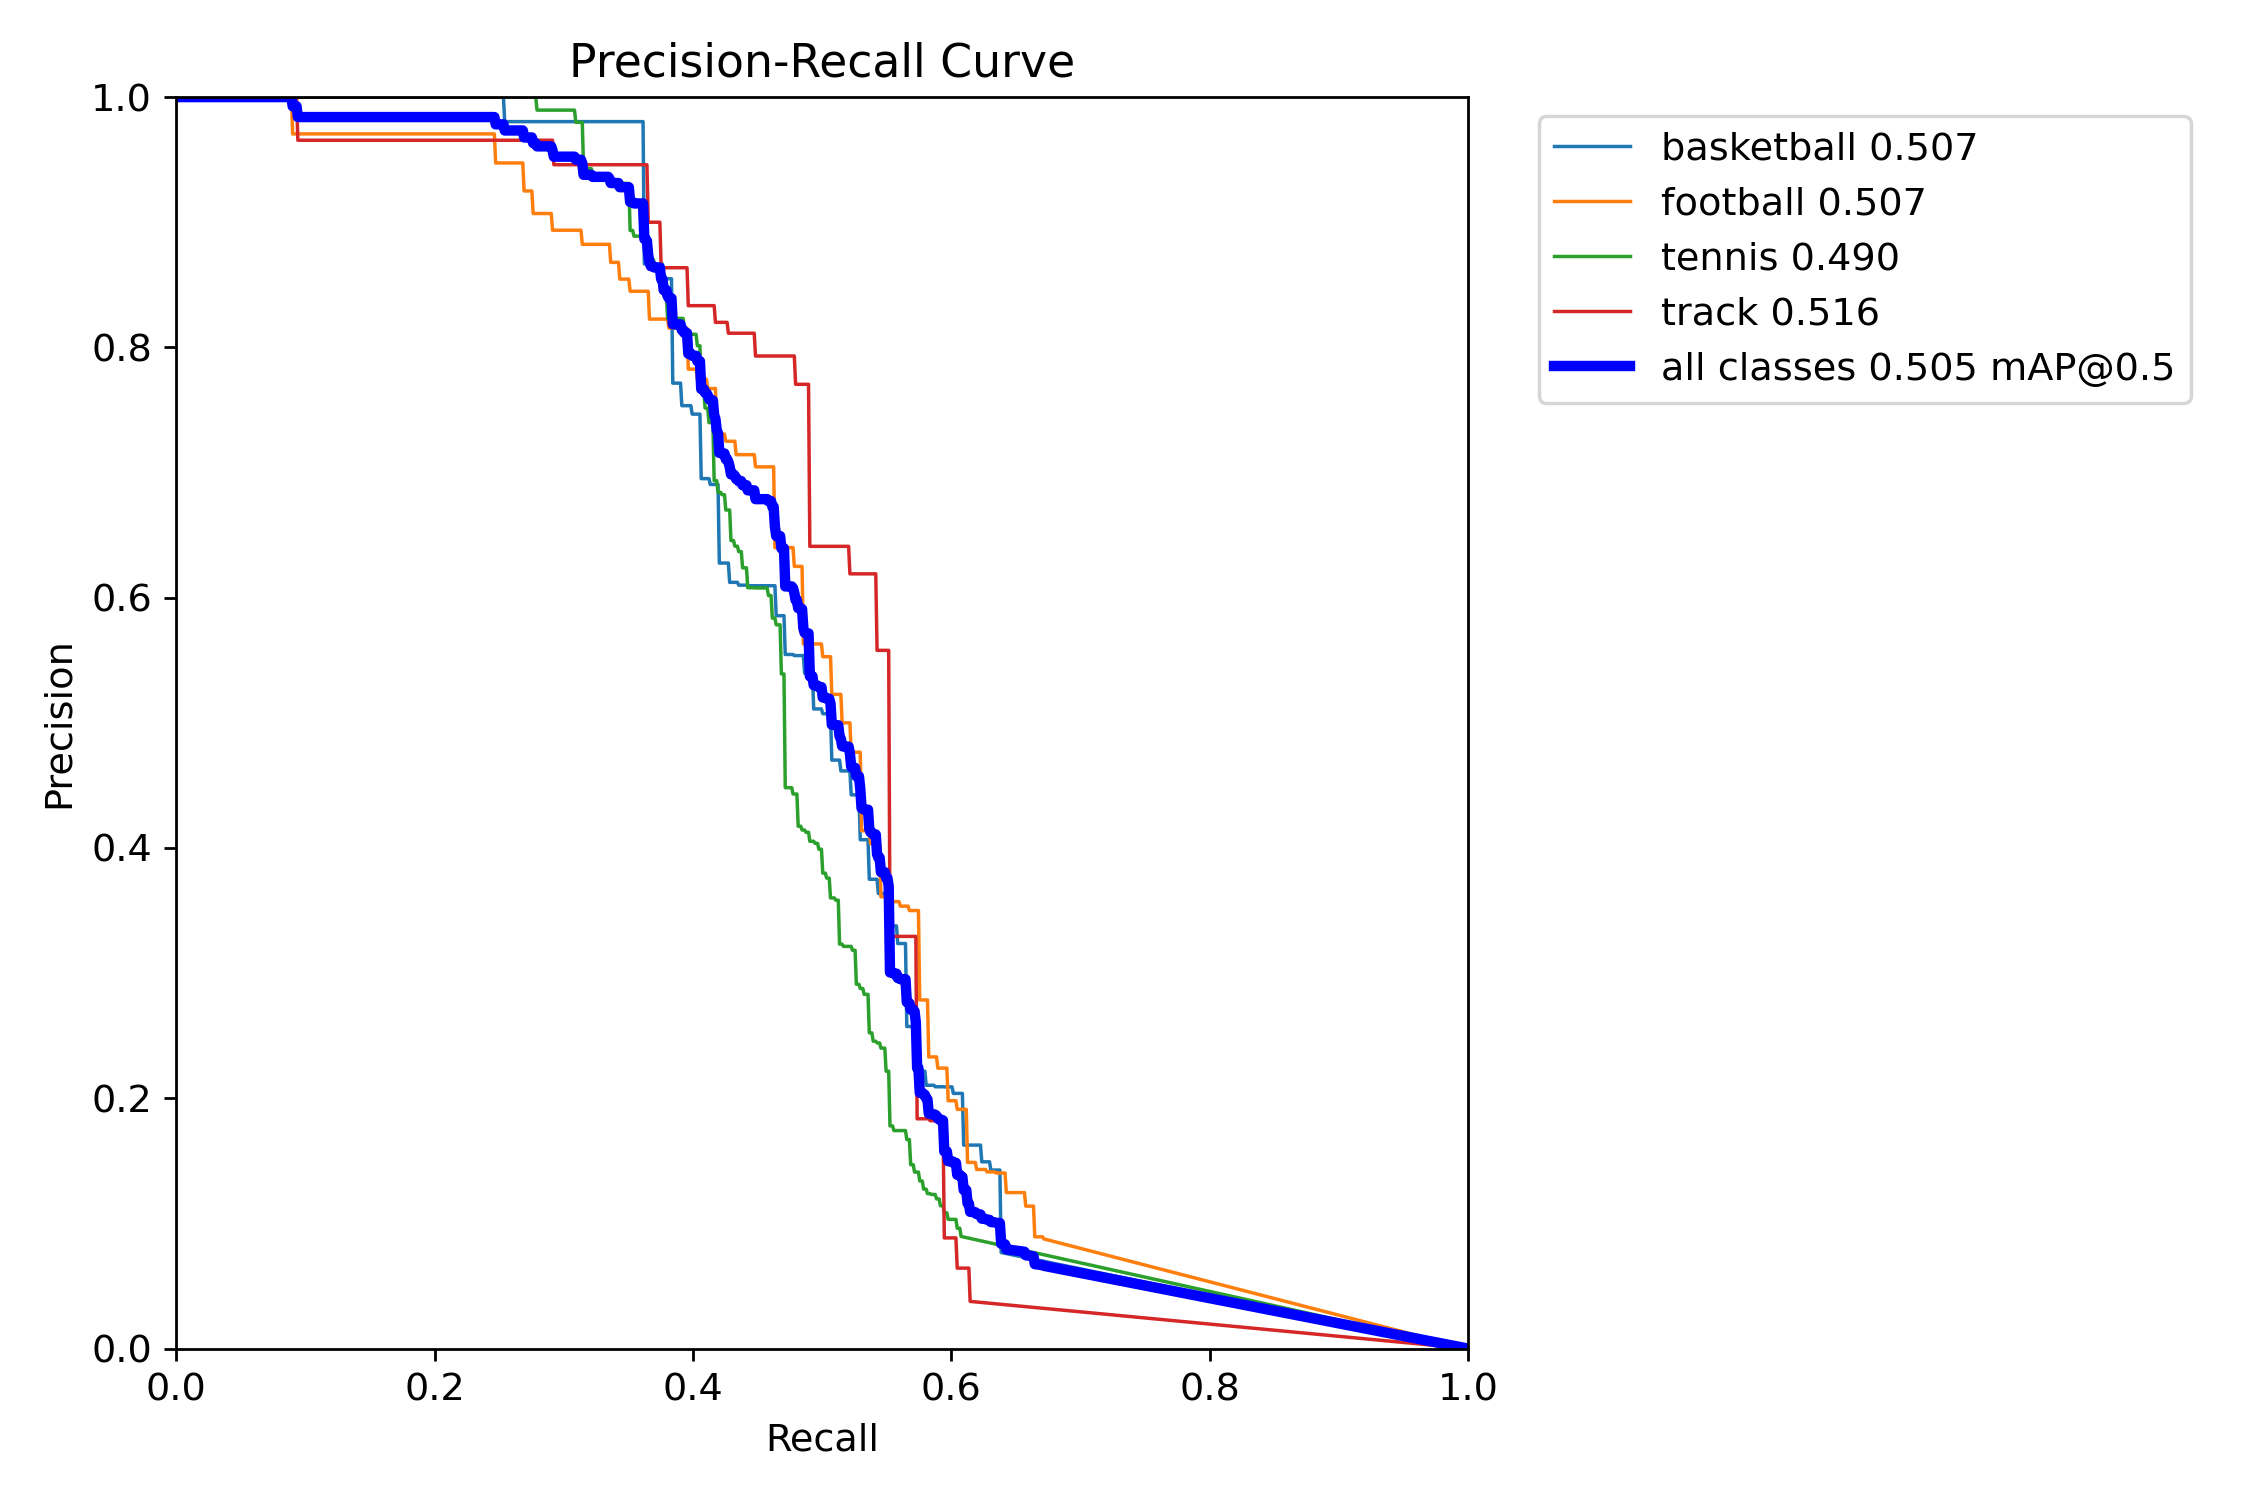 Precision-Recall Curve
1.0
0.8
0.6
0.4
0.2
0.0
Precision
0.0 0.2 0.4 0.6 0.8 1.0
Recall
basketball 0.507
football 0.507
tennis 0.490
track 0.516
all classes 0.505 mAP@0.5